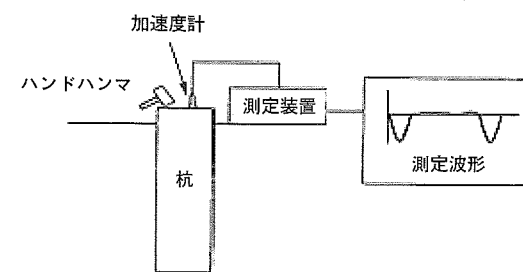 加速度計
ハンドハンマ
測定装置
測定波形
杭